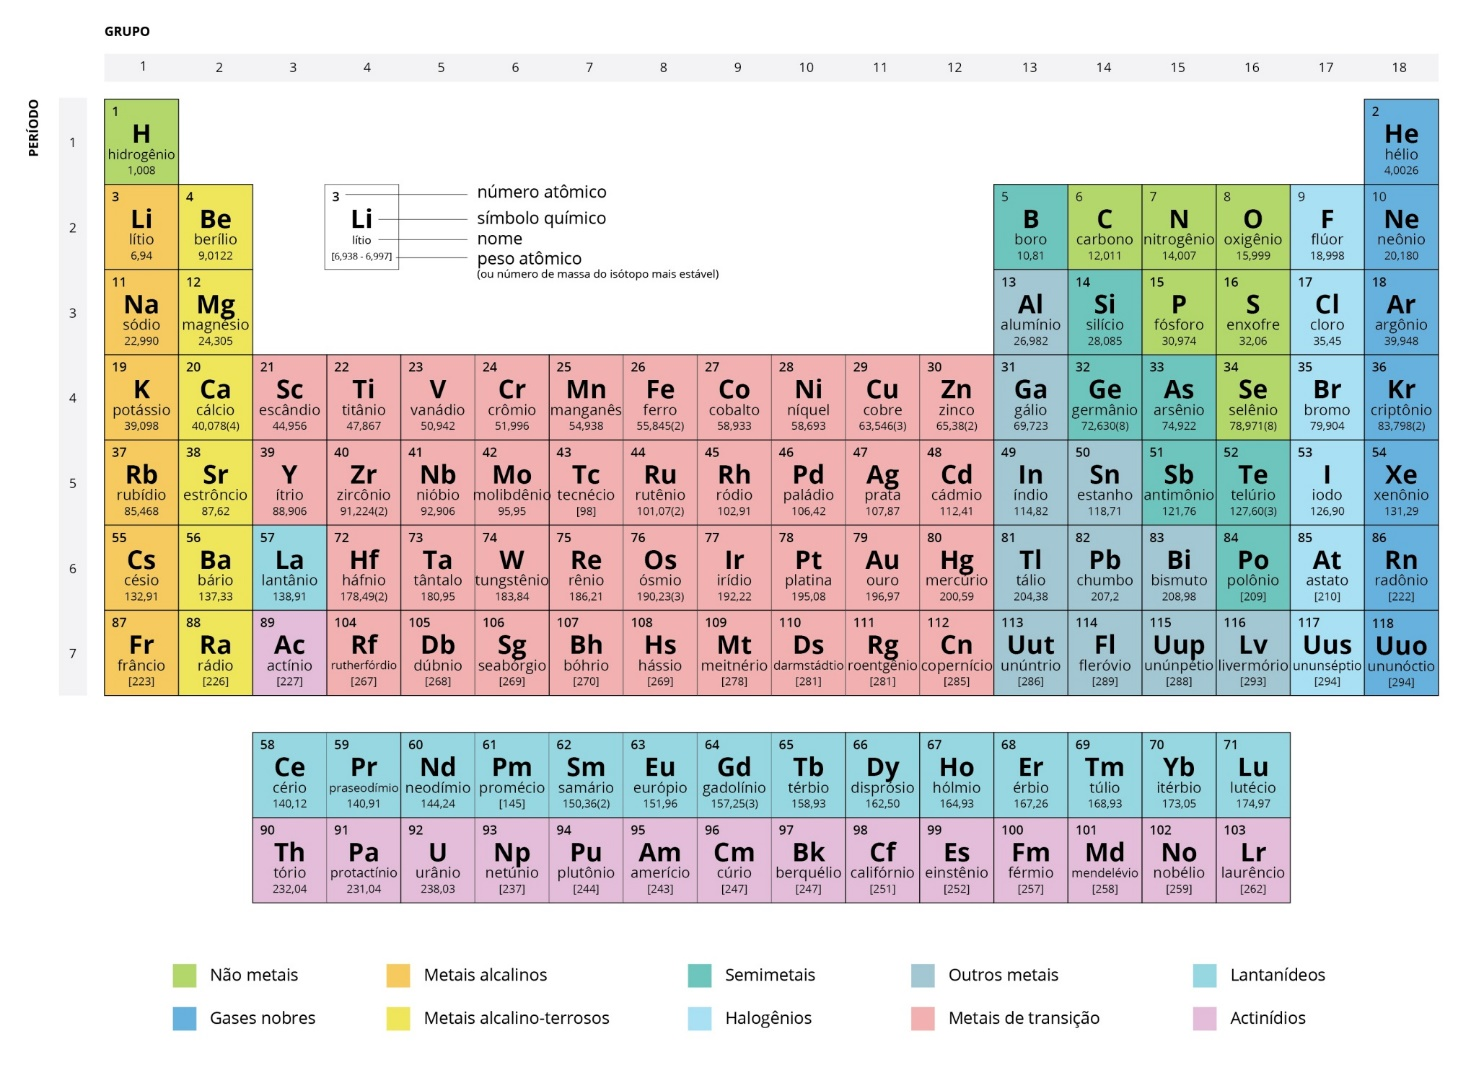 GRUPO
1 2 3 4 5 6 7 8 9 10 11 12 13 14 15 16 17 18
PERÍODO
1
1 H hidrogênio 1,008
2 He hélio 4,0026
2
3 Li lítio 6,94
4 Be berílio 9,0122
5 B boro 10,81
6 C carbono 12,011
7 N nitrogênio 14,007
8 O oxigênio 15,999
9 F flúor 18,998
10 Ne neônio 20,180
3 Li lítio [6,938 - 6,997]
número atômico
símbolo químico
nome
peso atômico
(ou número de massa do isótopo mais estável)
3
11 Na sódio 22,990
12 Mg magnésio 24,305
13 Al alumínio 26,982
14 Si silício 28,085
15 P fósforo 30,974
16 S enxofre 32,06
17 Cl cloro 35,45
18 Ar argônio 39,948
4
19 K potássio 39,098
20 Ca cálcio 40,078(4)
21 Sc escândio 44,956
22 Ti titânio 47,867
23 V vanádio 50,942
24 Cr crômio 51,996
25 Mn manganês 54,938
26 Fe ferro 55,845(2)
27 Co cobalto 58,933
28 Ni níquel 58,693
29 Cu cobre 63,546(3)
30 Zn zinco 65,38(2)
31 Ga gálio 69,723
32 Ge germânio 72,630(8)
33 As arsênio 74,922
34 Se selênio 78,971(8)
35 Br bromo 79,904
36 Kr criptônio 83,798(2)
5
37 Rb rubídio 85,468
38 Sr estrôncio 87,62
39 Y ítrio 88,906
40 Zr zircônio 91,224(2)
41 Nb nióbio 92,906
42 Mo molibdênio 95,95
43 Tc tecnécio [98]
44 Ru rutênio 101,07(2)
45 Rh ródio 102,91
46 Pd paládio 106,42
47 Ag prata 107,87
48 Cd cádmio 112,41
49 In índio 114,82
50 Sn estanho 118,71
51 Sb antimônio 121,76
52 Te telúrio 127,60(3)
53 I iodo 126,90
54 Xe xenônio 131,29
6
55 Cs césio 132,91
56 Ba bário 137,33
57 La lantânio 138,91
72 Hf háfnio 178,49(2)
73 Ta tântalo 180,95
74 W tungstênio 183,84
75 Re rênio 186,21
76 Os ósmio 190,23(3)
77 Ir irídio 192,22
78 Pt platina 195,08
79 Au ouro 196,97
80 Hg mercúrio 200,59
81 Tl tálio 204,38
82 Pb chumbo 207,2
83 Bi bismuto 208,98
84 Po polônio [209]
85 At astato [210]
86 Rn radônio [222]
7
87 Fr frâncio [223]
88 Ra rádio [226]
89 Ac actínio [227]
104 Rf rutherfórdio [267]
105 Db dúbnio [268]
106 Sg seabórgio [269]
107 Bh bóhrio [270]
108 Hs hássio [269]
109 Mt meitnério [278]
110 Ds darmstádtio [281]
111 Rg roentgênio [281]
112 Cn copernício [285]
113 Uut unúntrio [286]
114 Fl fleróvio [289]
115 Uup unúnpetio [288]
116 Lv livermório [293]
117 Uus ununséptio [294]
118 Uuo ununóctio [294]
58 Ce cério 140,12
59 Pr praseodímio 140,91
60 Nd neodímio 144,24
61 Pm promécio [145]
62 Sm samário 150,36(2)
63 Eu európio 151,96
64 Gd gadolínio 157,25(3)
65 Tb térbio 158,93
66 Dy disprósio 162,50
67 Ho hólmio 164,93
68 Er érbio 167,26
69 Tm túlio 168,93
70 Yb itérbio 173,05
71 Lu lutécio 174,97
90 Th tório 232,04
91 Pa protactínio 231,04
92 U urânio 238,03
93 Np netúnio [237]
94 Pu plutônio [244]
95 Am amerício [243]
96 Cm cúrio [247]
97 Bk berquélio [247]
98 Cf califórnio [251]
99 Es einstênio [252]
100 Fm férmio [257]
101 Md mendelévio [258]
102 No nobélio [259]
103 Lr laurêncio [262]
Não metais
Metais alcalinos
Semimetais
Outros metais
Lantanídeos
Gases nobres
Metais alcalino-terrosos
Halogênios
Metais de transição
Actinídios